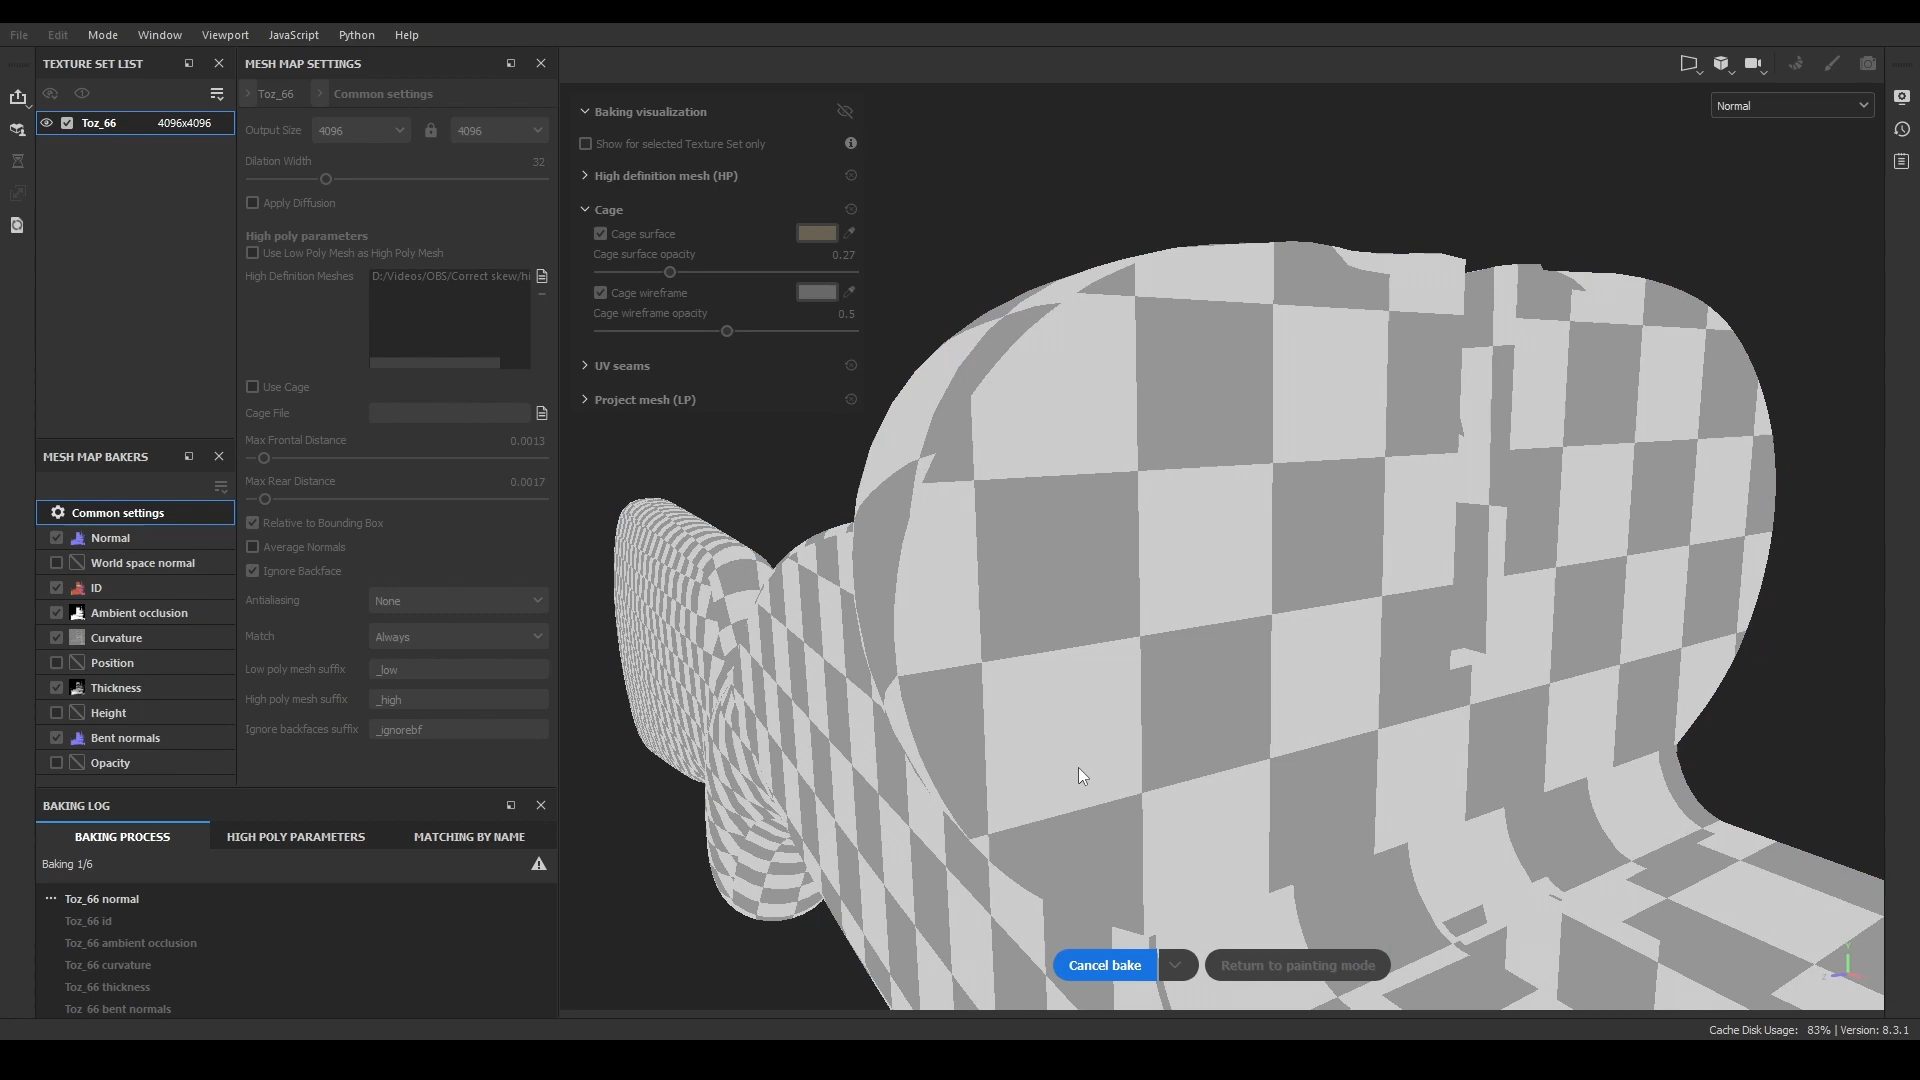 File Edit Mode Window Viewport JavaScript Python Help
TEXTURE SET LIST
Toz_66 4096x4096
MESH MAP SETTINGS
Toz_66 Common settings
Output Size 4096 4096
Dilation Width 32
Apply Diffusion
High poly parameters
Use Low Poly Mesh as High Poly Mesh
High Definition Meshes D:/Videos/OBS/Correct skew/hi
Use Cage
Cage File
Max Frontal Distance 0.0013
Max Rear Distance 0.0017
Relative to Bounding Box
Average Normals
Ignore Backface
Antialiasing None
Match Always
Low poly mesh suffix _low
High poly mesh suffix _high
Ignore backfaces suffix _ignorebf
MESH MAP BAKERS
Common settings
Normal
World space normal
ID
Ambient occlusion
Curvature
Position
Thickness
Height
Bent normals
Opacity
BAKING LOG
BAKING PROCESS HIGH POLY PARAMETERS MATCHING BY NAME
Baking 1/6
Toz_66 normal
Toz_66 id
Toz_66 ambient occlusion
Toz_66 curvature
Toz_66 thickness
Toz_66 bent normals
Baking visualization
Show for selected Texture Set only
High definition mesh (HP)
Cage
Cage surface
Cage surface opacity 0.27
Cage wireframe
Cage wireframe opacity 0.5
UV seams
Project mesh (LP)
Normal
Cancel bake
Return to painting mode
Y
Z
Cache Disk Usage: 83% | Version: 8.3.1